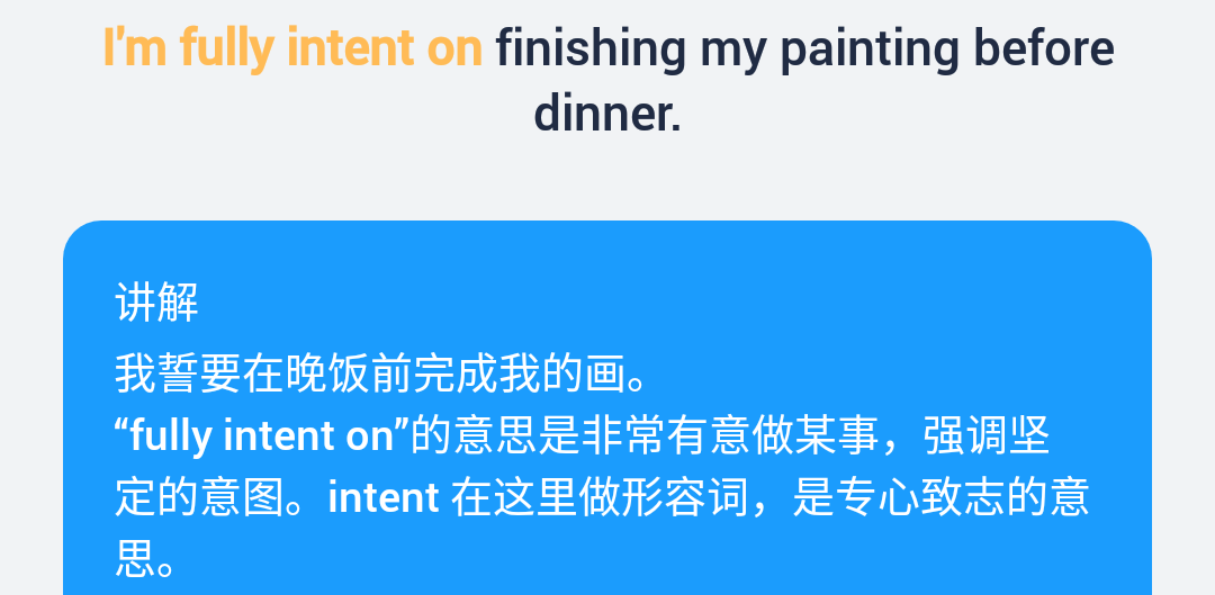 I'm fully intent on finishing my painting before
dinner.
讲解
我誓要在晚饭前完成我的画。
“fully intent on”的意思是非常有意做某事，强调坚
定的意图。intent 在这里做形容词，是专心致志的意
思。